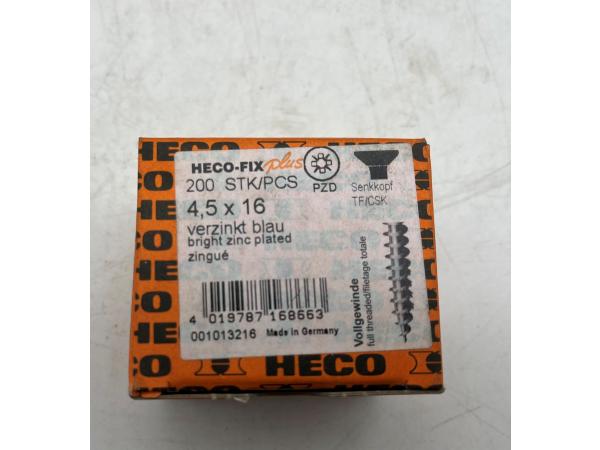 HECO-FIX plus
PZD
Senkkopf
TF/CSK
200 STK/PCS
4,5 x 16
verzinkt blau
bright zinc plated
zingué
Vollgewinde
full threaded/filetage totale
4 019787 168663
001013216 Made in Germany
HECO